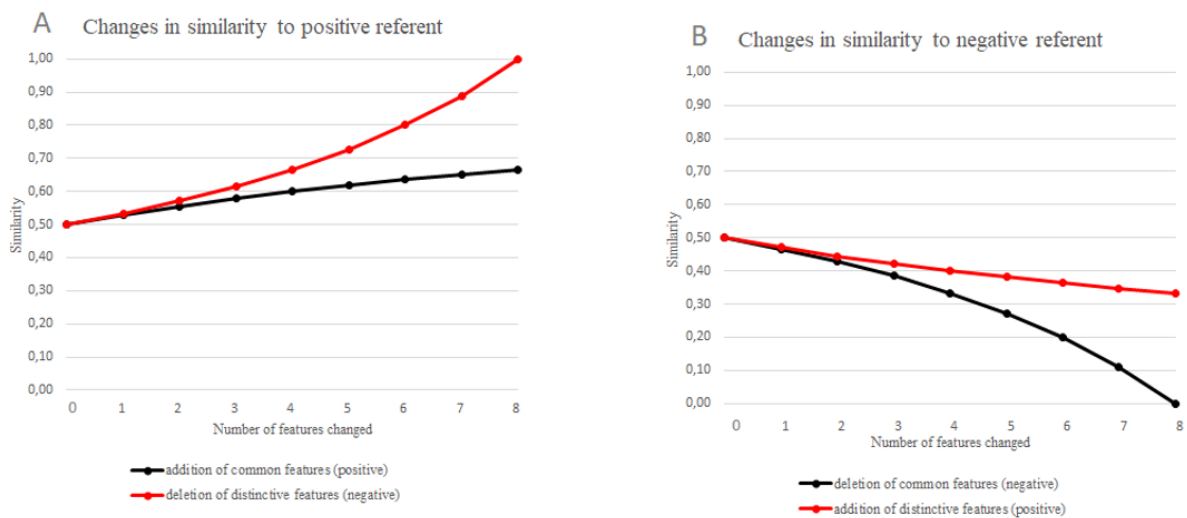 A
Changes in similarity to positive referent
1,00
0,90
0,80
0,70
0,60
0,50
0,40
0,30
0,20
0,10
0,00
Similarity
0 1 2 3 4 5 6 7 8
Number of features changed
addition of common features (positive)
deletion of distinctive features (negative)
B
Changes in similarity to negative referent
1,00
0,90
0,80
0,70
0,60
0,50
0,40
0,30
0,20
0,10
0,00
Similarity
0 1 2 3 4 5 6 7 8
Number of features changed
deletion of common features (negative)
addition of distinctive features (positive)